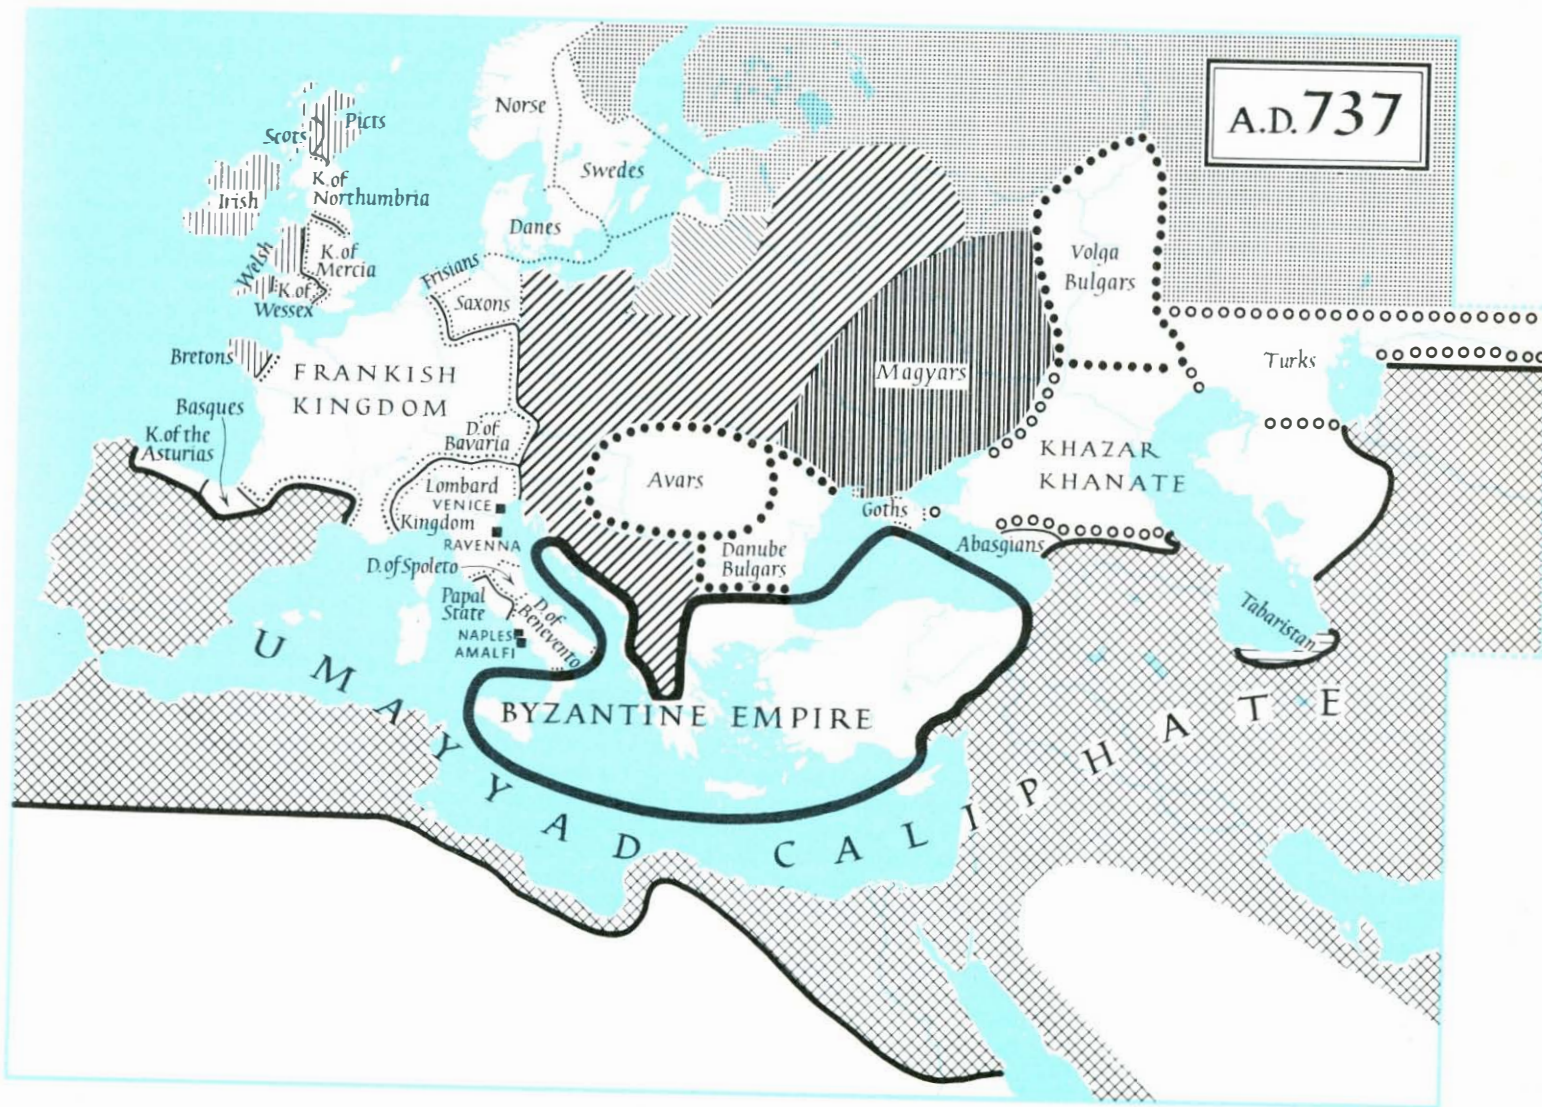 A.D. 737
Norse
Picts
Scots
Swedes
K. of
Northumbria
Irish
Danes
Welsh
K. of
Mercia
Volga
Bulgars
Frisians
K. of
Wessex
Saxons
Bretons
FRANKISH
KINGDOM
Magyars
Turks
Basques
K. of the
Asturias
D. of
Bavaria
KHAZAR
KHANATE
Avars
Lombard
Kingdom
VENICE
RAVENNA
Goths
Abasgians
Danube
Bulgars
D. of Spoleto
Papal
State
D. of
Benevento
NAPLES
AMALFI
Tabaristan
BYZANTINE EMPIRE
UMAYYAD CALIPHATE